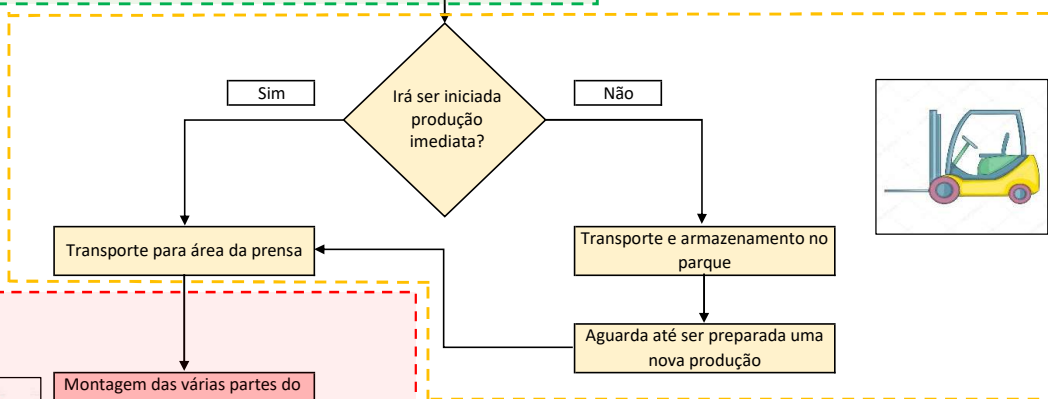 Sim
Irá ser iniciada
produção
imediata?
Não
Transporte para área da prensa
Transporte e armazenamento no
parque
Aguarda até ser preparada uma
nova produção
Montagem das várias partes do